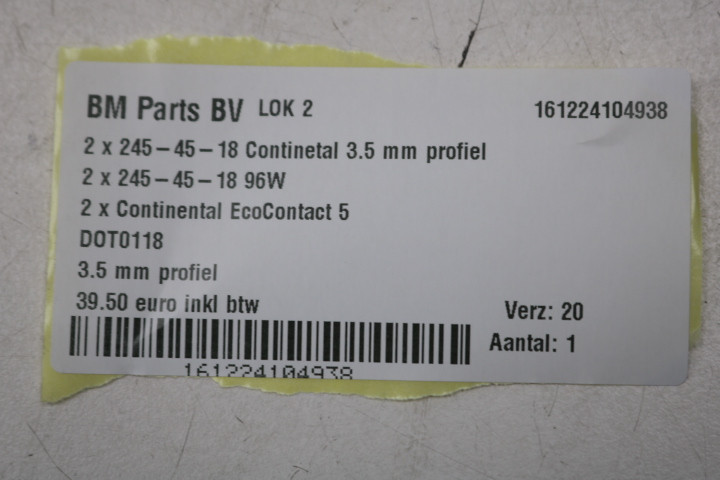 BM Parts BV LOK 2 161224104938
2 x 245-45-18 Continetal 3.5 mm profiel
2 x 245-45-18 96W
2 x Continental EcoContact 5
DOT0118
3.5 mm profiel
39.50 euro inkl btw
Verz: 20
Aantal: 1
161224104938